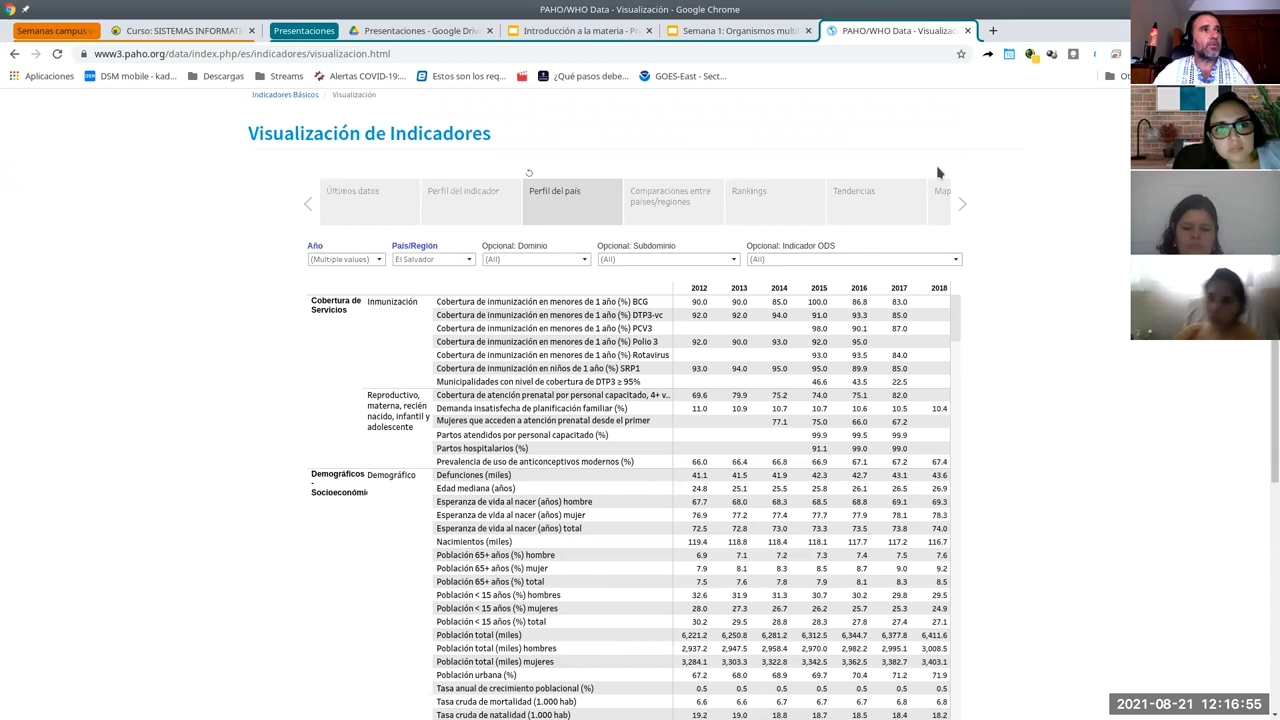 PAHO/WHO Data - Visualización - Google Chrome
Semanas campus vi
Curso: SISTEMAS INFORMATI
Presentaciones
Presentaciones - Google Driv
Introducción a la materia - Pr
Semana 1: Organismos multil
PAHO/WHO Data - Visualizac
www3.paho.org/data/index.php/es/indicadores/visualizacion.html
Aplicaciones
DSM mobile - kad...
Descargas
Streams
Alertas COVID-19:...
Estos son los req...
¿Qué pasos debe...
GOES-East - Sect...
Indicadores Básicos / Visualización
Visualización de Indicadores
Últimos datos
Perfil del indicador
Perfil del país
Comparaciones entre países/regiones
Rankings
Tendencias
Map
Año País/Región Opcional: Dominio Opcional: Subdominio Opcional: Indicador ODS
(Multiple values) El Salvador (All) (All) (All)
2012 2013 2014 2015 2016 2017 2018
Cobertura de Servicios
Inmunización
Cobertura de inmunización en menores de 1 año (%) BCG 90.0 90.0 85.0 100.0 86.8 83.0
Cobertura de inmunización en menores de 1 año (%) DTP3-vc 92.0 92.0 94.0 91.0 93.3 85.0
Cobertura de inmunización en menores de 1 año (%) PCV3 98.0 90.1 87.0
Cobertura de inmunización en menores de 1 año (%) Polio 3 92.0 90.0 93.0 92.0 95.0
Cobertura de inmunización en menores de 1 año (%) Rotavirus 93.0 93.5 84.0
Cobertura de inmunización en niños de 1 año (%) SRP1 93.0 94.0 95.0 95.0 89.9 85.0
Municipalidades con nivel de cobertura de DTP3 ≥ 95% 46.6 43.5 22.5
Reproductivo, materna, recién nacido, infantil y adolescente
Cobertura de atención prenatal por personal capacitado, 4+ v.. 69.6 79.9 75.2 74.0 75.1 82.0
Demanda insatisfecha de planificación familiar (%) 11.0 10.9 10.7 10.7 10.6 10.5 10.4
Mujeres que acceden a atención prenatal desde el primer 77.1 75.0 66.0 67.2
Partos atendidos por personal capacitado (%) 99.9 99.5 99.9
Partos hospitalarios (%) 91.1 99.0 99.0
Prevalencia de uso de anticonceptivos modernos (%) 66.0 66.4 66.8 66.9 67.1 67.2 67.4
Demográficos - Socioeconómi
Demográfico
Defunciones (miles) 41.1 41.5 41.9 42.3 42.7 43.1 43.6
Edad mediana (años) 24.8 25.1 25.5 25.8 26.1 26.5 26.9
Esperanza de vida al nacer (años) hombre 67.7 68.0 68.3 68.5 68.8 69.1 69.3
Esperanza de vida al nacer (años) mujer 76.9 77.2 77.4 77.7 77.9 78.1 78.3
Esperanza de vida al nacer (años) total 72.5 72.8 73.0 73.3 73.5 73.8 74.0
Nacimientos (miles) 119.4 118.8 118.4 118.1 117.7 117.2 116.7
Población 65+ años (%) hombre 6.9 7.1 7.2 7.3 7.4 7.5 7.6
Población 65+ años (%) mujer 7.9 8.1 8.3 8.5 8.7 9.0 9.2
Población 65+ años (%) total 7.5 7.6 7.8 7.9 8.1 8.3 8.5
Población < 15 años (%) hombres 32.6 31.9 31.3 30.7 30.2 29.8 29.5
Población < 15 años (%) mujeres 28.0 27.3 26.7 26.2 25.7 25.3 24.9
Población < 15 años (%) total 30.2 29.5 28.8 28.3 27.8 27.4 27.1
Población total (miles) 6,221.2 6,250.8 6,281.2 6,312.5 6,344.7 6,377.8 6,411.6
Población total (miles) hombres 2,937.2 2,947.5 2,958.4 2,970.0 2,982.2 2,995.1 3,008.5
Población total (miles) mujeres 3,284.1 3,303.3 3,322.8 3,342.5 3,362.5 3,382.7 3,403.1
Población urbana (%) 67.2 68.0 68.9 69.7 70.4 71.2 71.9
Tasa anual de crecimiento poblacional (%) 0.5 0.5 0.5 0.5 0.5 0.5 0.5
Tasa cruda de mortalidad (1.000 hab) 6.6 6.6 6.7 6.7 6.7 6.8 6.8
Tasa cruda de natalidad (1.000 hab) 19.2 19.0 18.8 18.7 18.5 18.4 18.2
2021-08-21 12:16:55